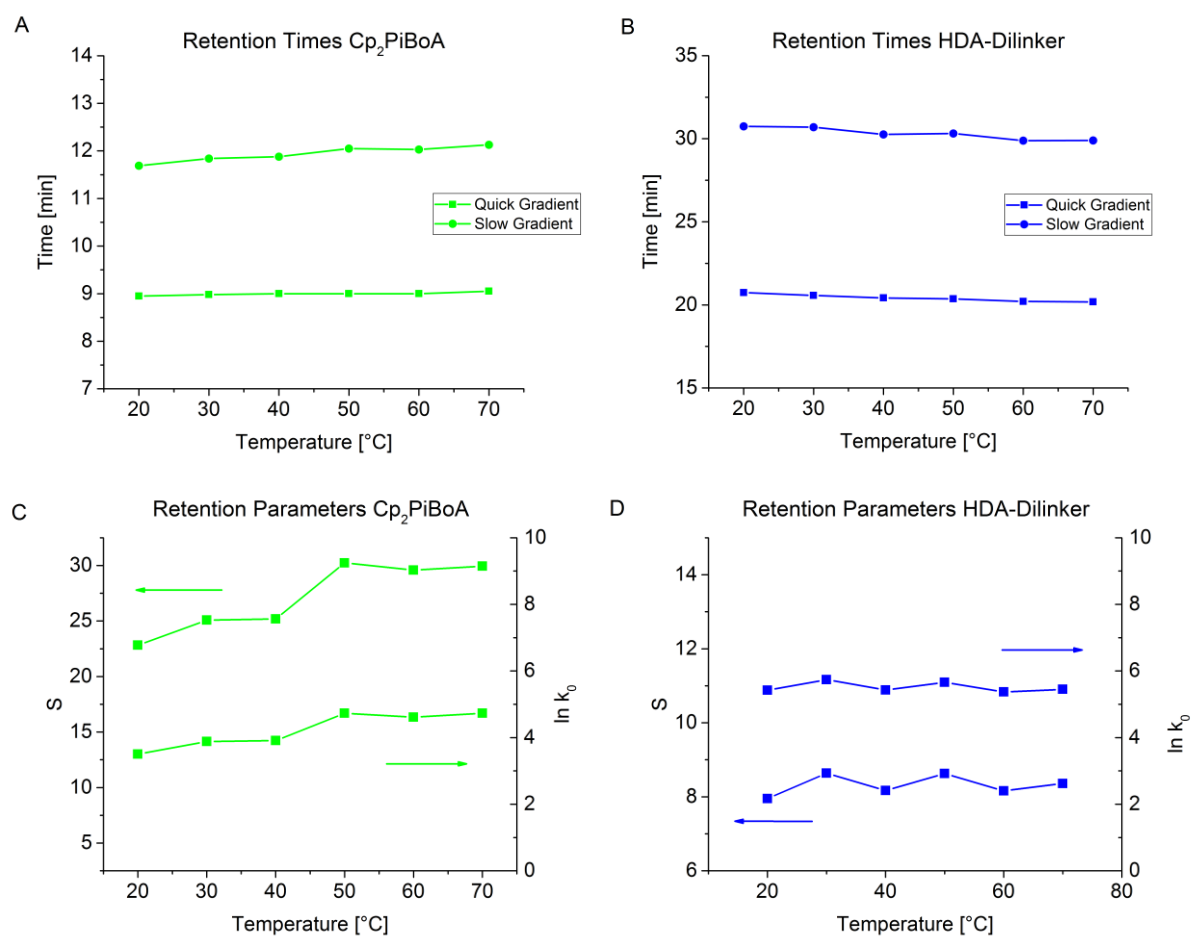 A
Retention Times Cp₂PiBoA
14
13
12
11
10
9
8
7
Time [min]
Quick Gradient
Slow Gradient
20 30 40 50 60 70
Temperature [°C]
B
Retention Times HDA-Dilinker
35
30
25
20
15
Time [min]
Quick Gradient
Slow Gradient
20 30 40 50 60 70
Temperature [°C]
C
Retention Parameters Cp₂PiBoA
30
25
20
15
10
5
S
10
8
6
4
2
0
ln k₀
20 30 40 50 60 70
Temperature [°C]
D
Retention Parameters HDA-Dilinker
14
12
10
8
6
S
10
8
6
4
2
0
ln k₀
20 40 60 80
Temperature [°C]